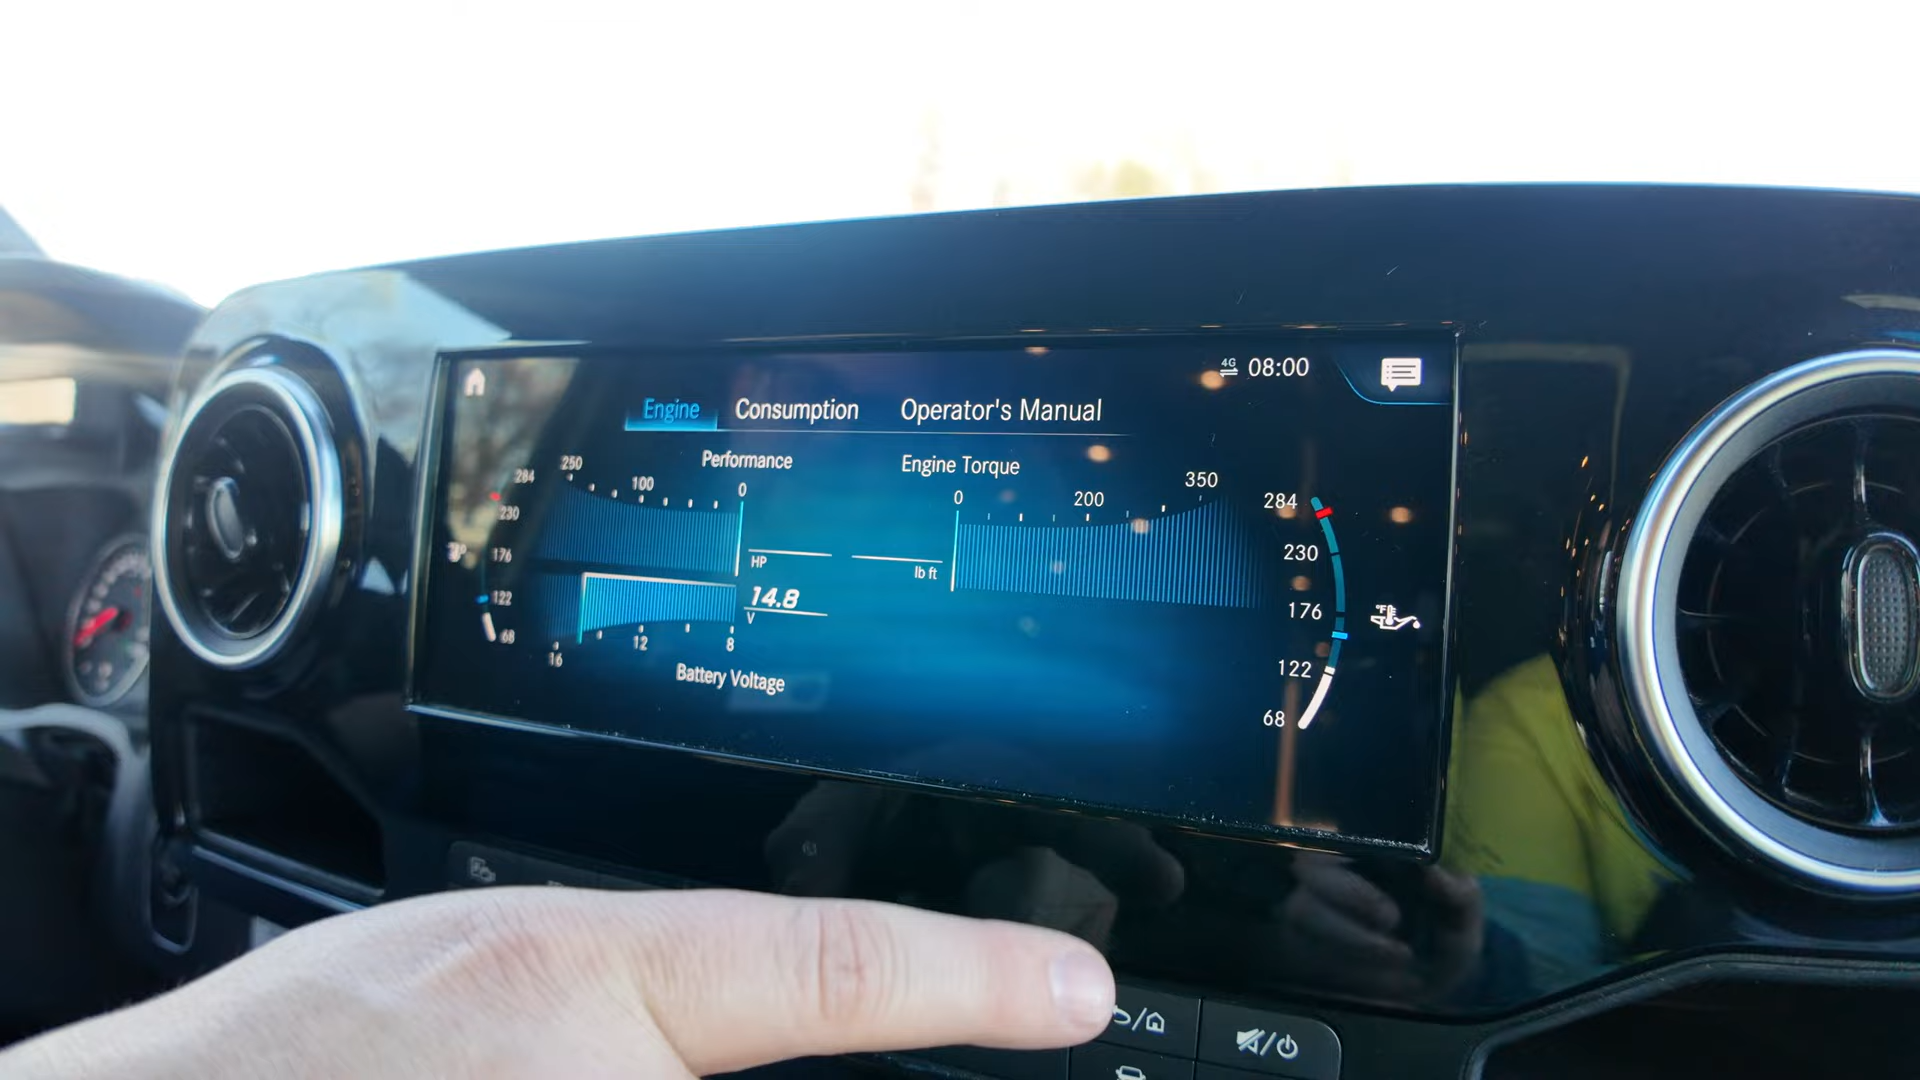 4G 08:00
Engine Consumption Operator's Manual
Performance Engine Torque
250 100 0
0 200 350
284
230
176
122
68
HP
lb ft
14.8
V
16 12 8
Battery Voltage
284
230
176
122
68
°F